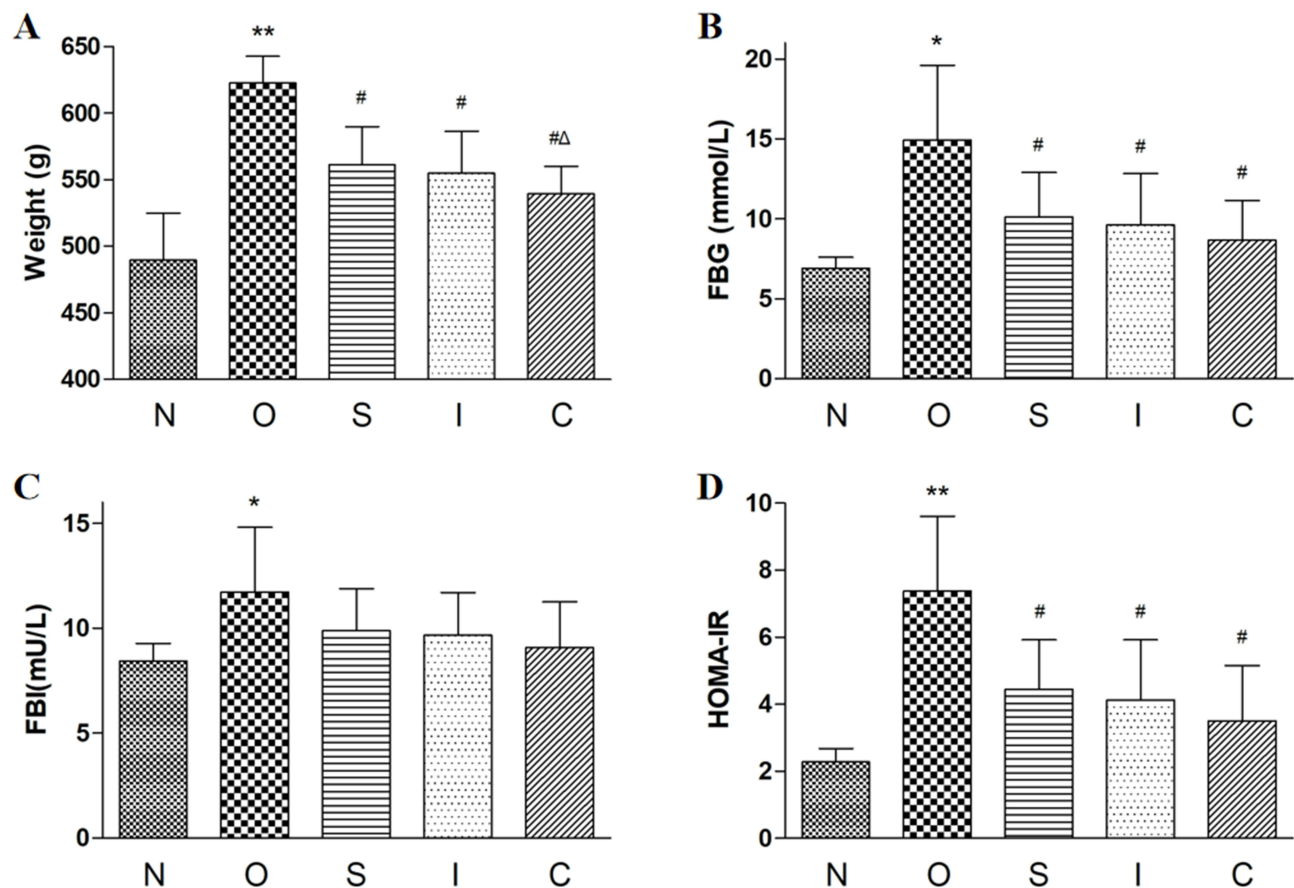 A
Weight (g)
650
600
550
500
450
400
**
#
#
#Δ
N O S I C
B
FBG (mmol/L)
20
15
10
5
0
*
#
#
#
N O S I C
C
FBI(mU/L)
15
10
5
0
*
N O S I C
D
HOMA-IR
10
8
6
4
2
0
**
#
#
#
N O S I C